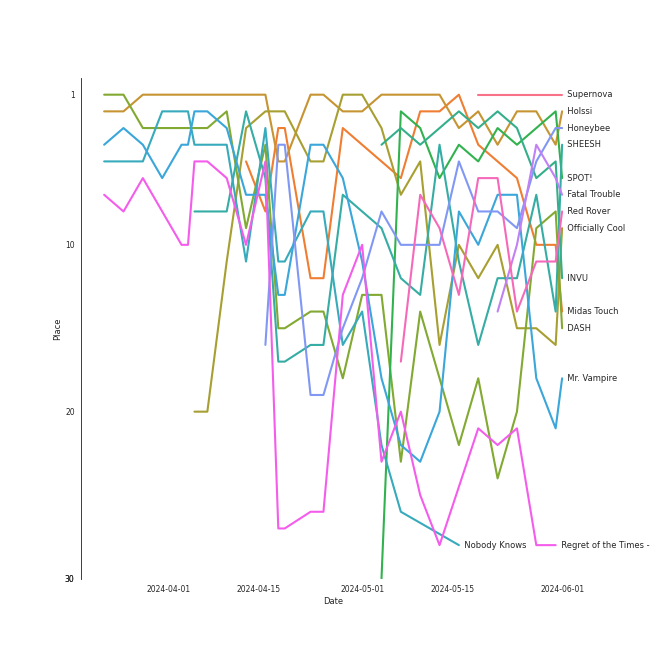 1
Supernova
Holssi
Honeybee
SHEESH
SPOT!
Fatal Trouble
Red Rover
Officially Cool
10
INVU
Midas Touch
DASH
Place
Mr. Vampire
20
Nobody Knows
Regret of the Times -
30
2024-04-01
2024-04-15
2024-05-01
2024-05-15
2024-06-01
Date